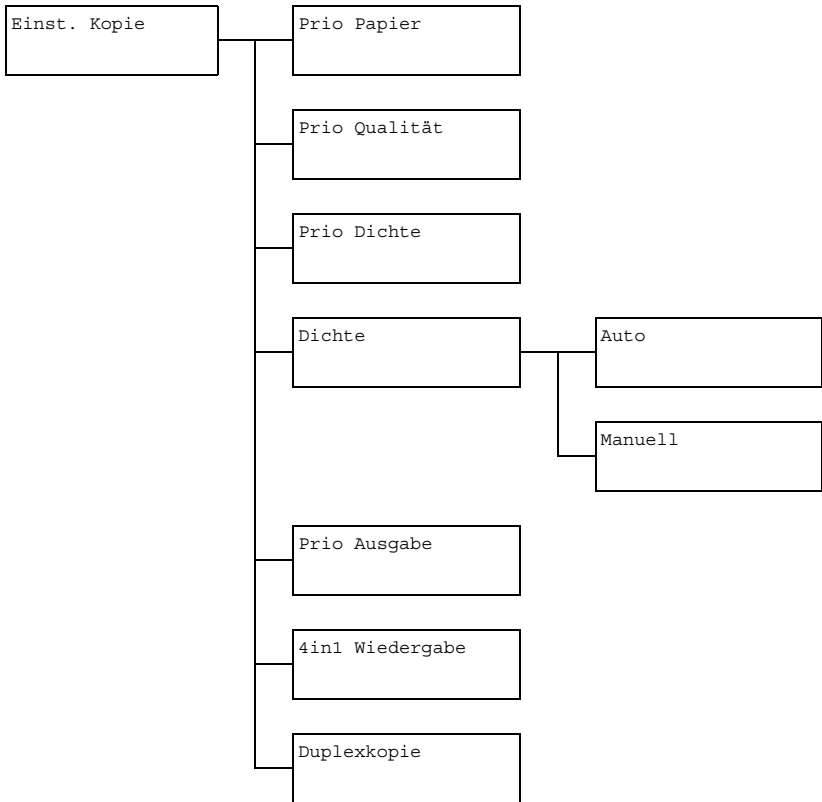 Einst. Kopie
Prio Papier
Prio Qualität
Prio Dichte
Dichte
Auto
Manuell
Prio Ausgabe
4in1 Wiedergabe
Duplexkopie